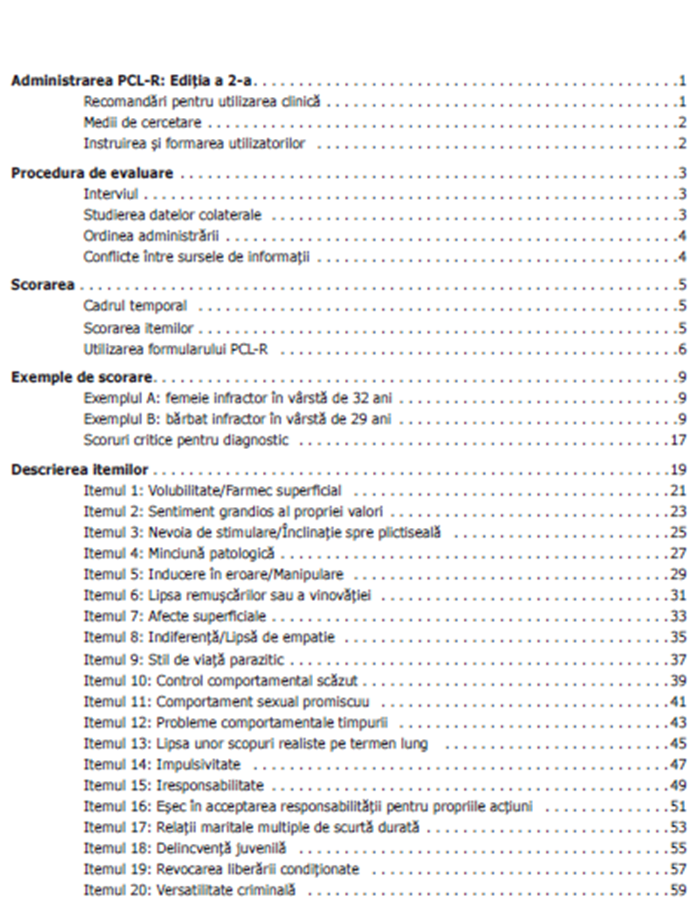 Administrarea PCL-R: Ediția a 2-a. . . . . . . . . . . . . . . . . . . . . . . . . . . . . . . . . . . . . . . . . . .1
Recomandări pentru utilizarea clinică . . . . . . . . . . . . . . . . . . . . . . . . . . . . . . . . . . . .1
Medii de cercetare . . . . . . . . . . . . . . . . . . . . . . . . . . . . . . . . . . . . . . . . . . . . . . . .2
Instruirea și formarea utilizatorilor . . . . . . . . . . . . . . . . . . . . . . . . . . . . . . . . . . . . .2
Procedura de evaluare . . . . . . . . . . . . . . . . . . . . . . . . . . . . . . . . . . . . . . . . . . . . . . . . . .3
Interviul . . . . . . . . . . . . . . . . . . . . . . . . . . . . . . . . . . . . . . . . . . . . . . . . . . . . . .3
Studierea datelor colaterale . . . . . . . . . . . . . . . . . . . . . . . . . . . . . . . . . . . . . . . . .3
Ordinea administrării . . . . . . . . . . . . . . . . . . . . . . . . . . . . . . . . . . . . . . . . . . . . . .4
Conflicte între sursele de informații . . . . . . . . . . . . . . . . . . . . . . . . . . . . . . . . . . . . .4
Scorarea . . . . . . . . . . . . . . . . . . . . . . . . . . . . . . . . . . . . . . . . . . . . . . . . . . . . . . . . . . . .5
Cadrul temporal . . . . . . . . . . . . . . . . . . . . . . . . . . . . . . . . . . . . . . . . . . . . . . . . .5
Scorarea itemilor . . . . . . . . . . . . . . . . . . . . . . . . . . . . . . . . . . . . . . . . . . . . . . . . .5
Utilizarea formularului PCL-R . . . . . . . . . . . . . . . . . . . . . . . . . . . . . . . . . . . . . . . .6
Exemple de scorare. . . . . . . . . . . . . . . . . . . . . . . . . . . . . . . . . . . . . . . . . . . . . . . . . . . . .9
Exemplul A: femeie infractor în vârstă de 32 ani . . . . . . . . . . . . . . . . . . . . . . . . . . . . .9
Exemplul B: bărbat infractor în vârstă de 29 ani . . . . . . . . . . . . . . . . . . . . . . . . . . . . .9
Scoruri critice pentru diagnostic . . . . . . . . . . . . . . . . . . . . . . . . . . . . . . . . . . . . . .17
Descrierea itemilor . . . . . . . . . . . . . . . . . . . . . . . . . . . . . . . . . . . . . . . . . . . . . . . . . . . .19
Itemul 1: Volubilitate/Farmec superficial . . . . . . . . . . . . . . . . . . . . . . . . . . . . . . . . .21
Itemul 2: Sentiment grandios al propriei valori . . . . . . . . . . . . . . . . . . . . . . . . . . . . .23
Itemul 3: Nevoia de stimulare/Înclinație spre plictiseală . . . . . . . . . . . . . . . . . . . . . . .25
Itemul 4: Minciună patologică . . . . . . . . . . . . . . . . . . . . . . . . . . . . . . . . . . . . . . . .27
Itemul 5: Inducere în eroare/Manipulare . . . . . . . . . . . . . . . . . . . . . . . . . . . . . . . . .29
Itemul 6: Lipsa remușcărilor sau a vinovăției . . . . . . . . . . . . . . . . . . . . . . . . . . . . . .31
Itemul 7: Afecte superficiale . . . . . . . . . . . . . . . . . . . . . . . . . . . . . . . . . . . . . . . . .33
Itemul 8: Indiferență/Lipsă de empatie . . . . . . . . . . . . . . . . . . . . . . . . . . . . . . . . . .35
Itemul 9: Stil de viață parazitic . . . . . . . . . . . . . . . . . . . . . . . . . . . . . . . . . . . . . . .37
Itemul 10: Control comportamental scăzut . . . . . . . . . . . . . . . . . . . . . . . . . . . . . . . .39
Itemul 11: Comportament sexual promiscuu . . . . . . . . . . . . . . . . . . . . . . . . . . . . . . .41
Itemul 12: Probleme comportamentale timpurii . . . . . . . . . . . . . . . . . . . . . . . . . . . .43
Itemul 13: Lipsa unor scopuri realiste pe termen lung . . . . . . . . . . . . . . . . . . . . . . . .45
Itemul 14: Impulsivitate . . . . . . . . . . . . . . . . . . . . . . . . . . . . . . . . . . . . . . . . . . . .47
Itemul 15: Iresponsabilitate . . . . . . . . . . . . . . . . . . . . . . . . . . . . . . . . . . . . . . . . . .49
Itemul 16: Eșec în acceptarea responsabilității pentru propriile acțiuni . . . . . . . . . . . . . .51
Itemul 17: Relații maritale multiple de scurtă durată . . . . . . . . . . . . . . . . . . . . . . . . .53
Itemul 18: Delincvență juvenilă . . . . . . . . . . . . . . . . . . . . . . . . . . . . . . . . . . . . . .55
Itemul 19: Revocarea liberării condiționate . . . . . . . . . . . . . . . . . . . . . . . . . . . . . . .57
Itemul 20: Versatilitate criminală . . . . . . . . . . . . . . . . . . . . . . . . . . . . . . . . . . . . .59